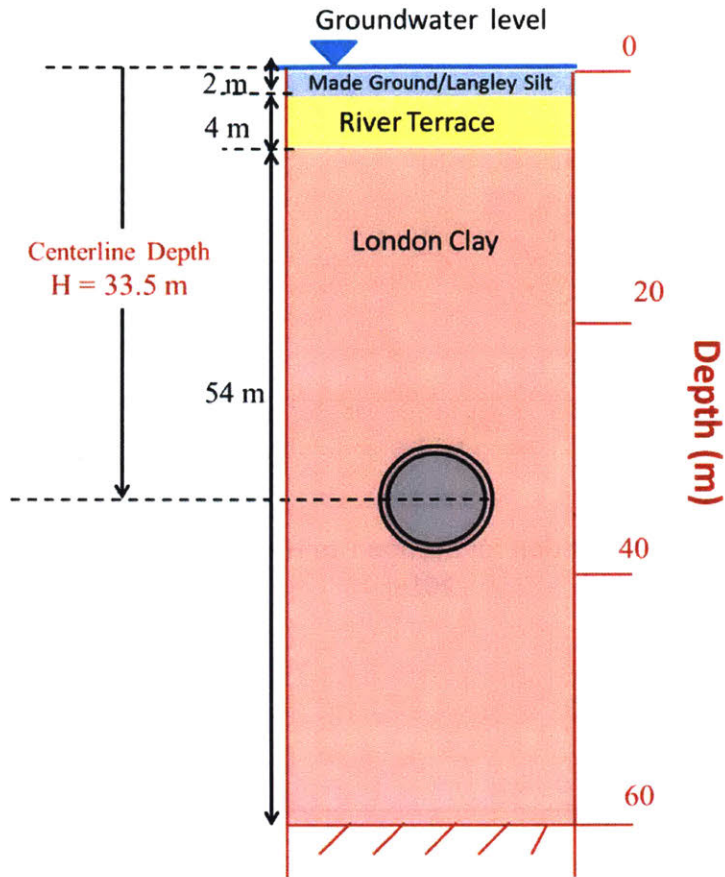 Groundwater level
0
2 m
Made Ground/Langley Silt
4 m
River Terrace
London Clay
Centerline Depth
H = 33.5 m
20
Depth (m)
54 m
40
60